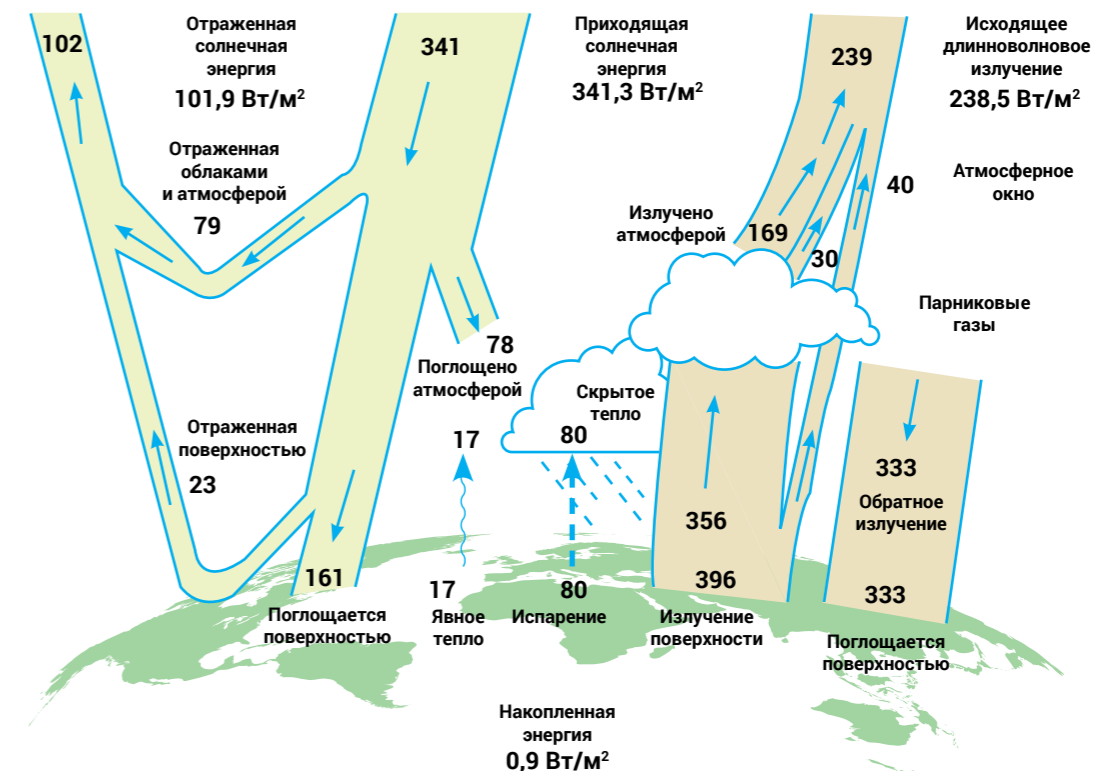 102
Отраженная
солнечная
энергия
101,9 Вт/м²
341
Приходящая
солнечная
энергия
341,3 Вт/м²
239
Исходящее
длинноволновое
излучение
238,5 Вт/м²
Отраженная
облаками
и атмосферой
79
Атмосферное
окно
40
Излучено
атмосферой
169
30
Парниковые
газы
78
Поглощено
атмосферой
Скрытое
тепло
80
17
Отраженная
поверхностью
23
333
Обратное
излучение
356
396
161
Поглощается
поверхностью
17
Явное
тепло
80
Испарение
Излучение
поверхности
333
Поглощается
поверхностью
Накопленная
энергия
0,9 Вт/м²